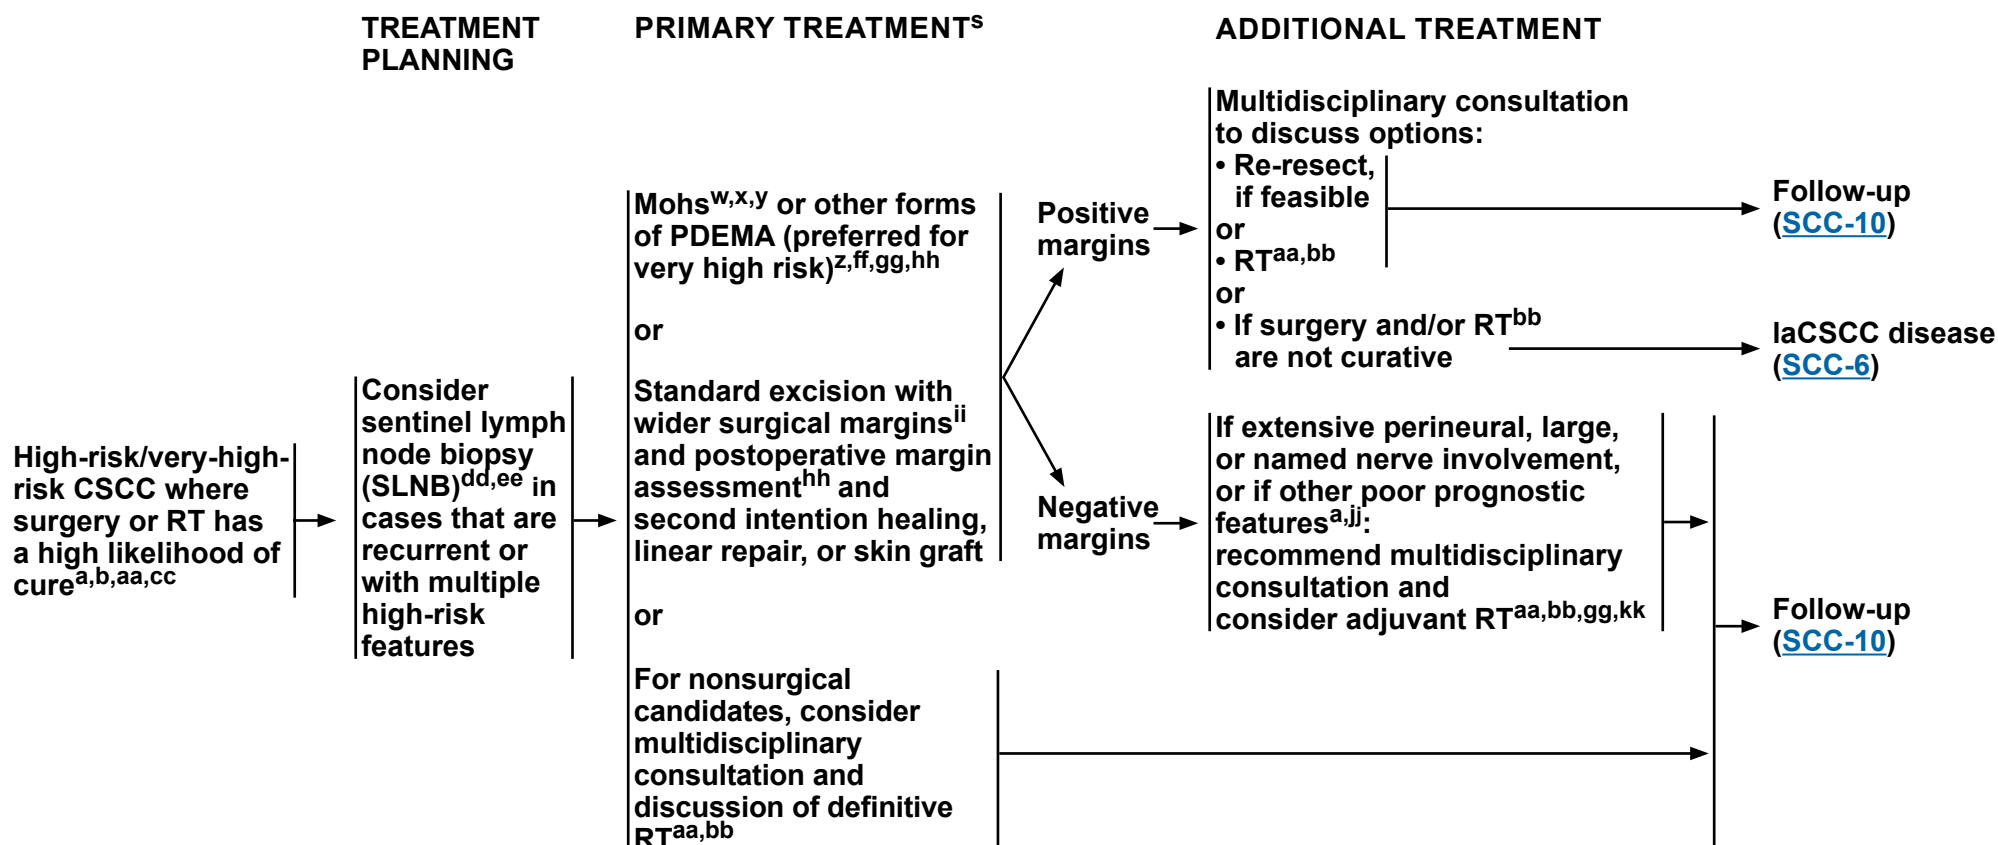 TREATMENT
PLANNING
PRIMARY TREATMENTs
ADDITIONAL TREATMENT
High-risk/very-high-
risk CSCC where
surgery or RT has
a high likelihood of
curea,b,aa,cc
Consider
sentinel lymph
node biopsy
(SLNB)dd,ee in
cases that are
recurrent or
with multiple
high-risk
features
Mohsw,x,y or other forms
of PDEMA (preferred for
very high risk)z,ff,gg,hh
or
Standard excision with
wider surgical marginsii
and postoperative margin
assessmenthh and
second intention healing,
linear repair, or skin graft
or
For nonsurgical
candidates, consider
multidisciplinary
consultation and
discussion of definitive
RTaa,bb
Positive
margins
Negative
margins
Multidisciplinary consultation
to discuss options:
• Re-resect,
if feasible
or
• RTaa,bb
or
• If surgery and/or RTbb
are not curative
If extensive perineural, large,
or named nerve involvement,
or if other poor prognostic
featuresa,jj:
recommend multidisciplinary
consultation and
consider adjuvant RTaa,bb,gg,kk
Follow-up
(SCC-10)
laCSCC disease
(SCC-6)
Follow-up
(SCC-10)